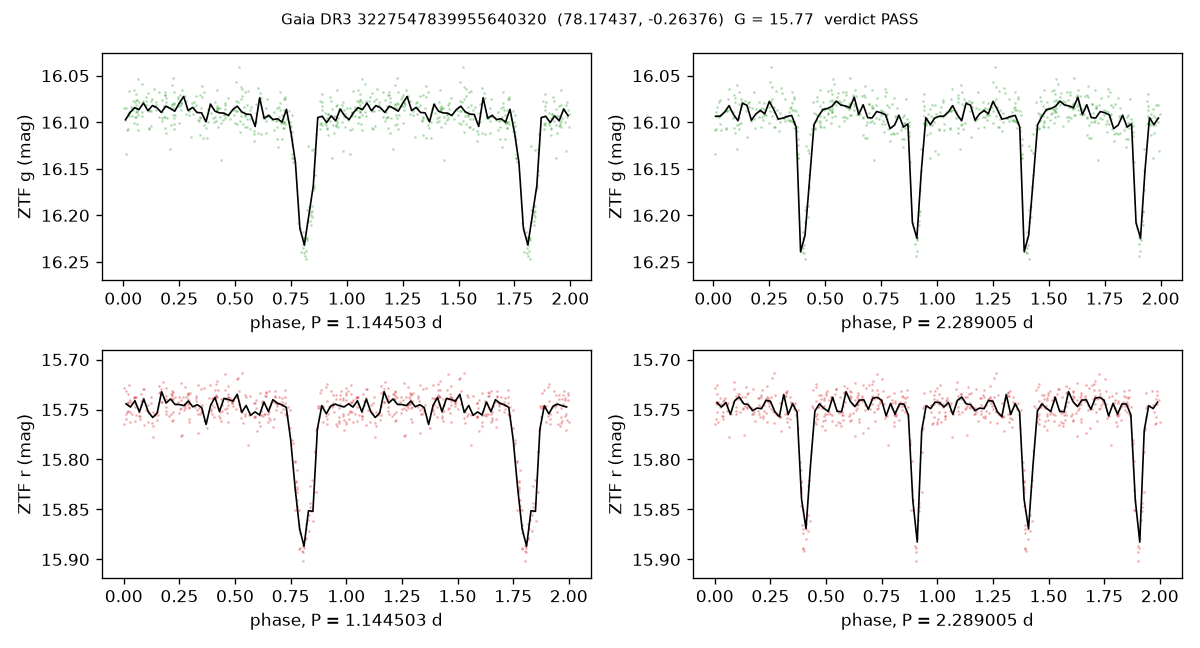 Gaia DR3 3227547839955640320  (78.17437, -0.26376)  G = 15.77  verdict PASS
ZTF g (mag)
16.05
16.10
16.15
16.20
16.25
0.00 0.25 0.50 0.75 1.00 1.25 1.50 1.75 2.00
phase, P = 1.144503 d
ZTF g (mag)
16.05
16.10
16.15
16.20
16.25
0.00 0.25 0.50 0.75 1.00 1.25 1.50 1.75 2.00
phase, P = 2.289005 d
ZTF r (mag)
15.70
15.75
15.80
15.85
15.90
0.00 0.25 0.50 0.75 1.00 1.25 1.50 1.75 2.00
phase, P = 1.144503 d
ZTF r (mag)
15.70
15.75
15.80
15.85
15.90
0.00 0.25 0.50 0.75 1.00 1.25 1.50 1.75 2.00
phase, P = 2.289005 d